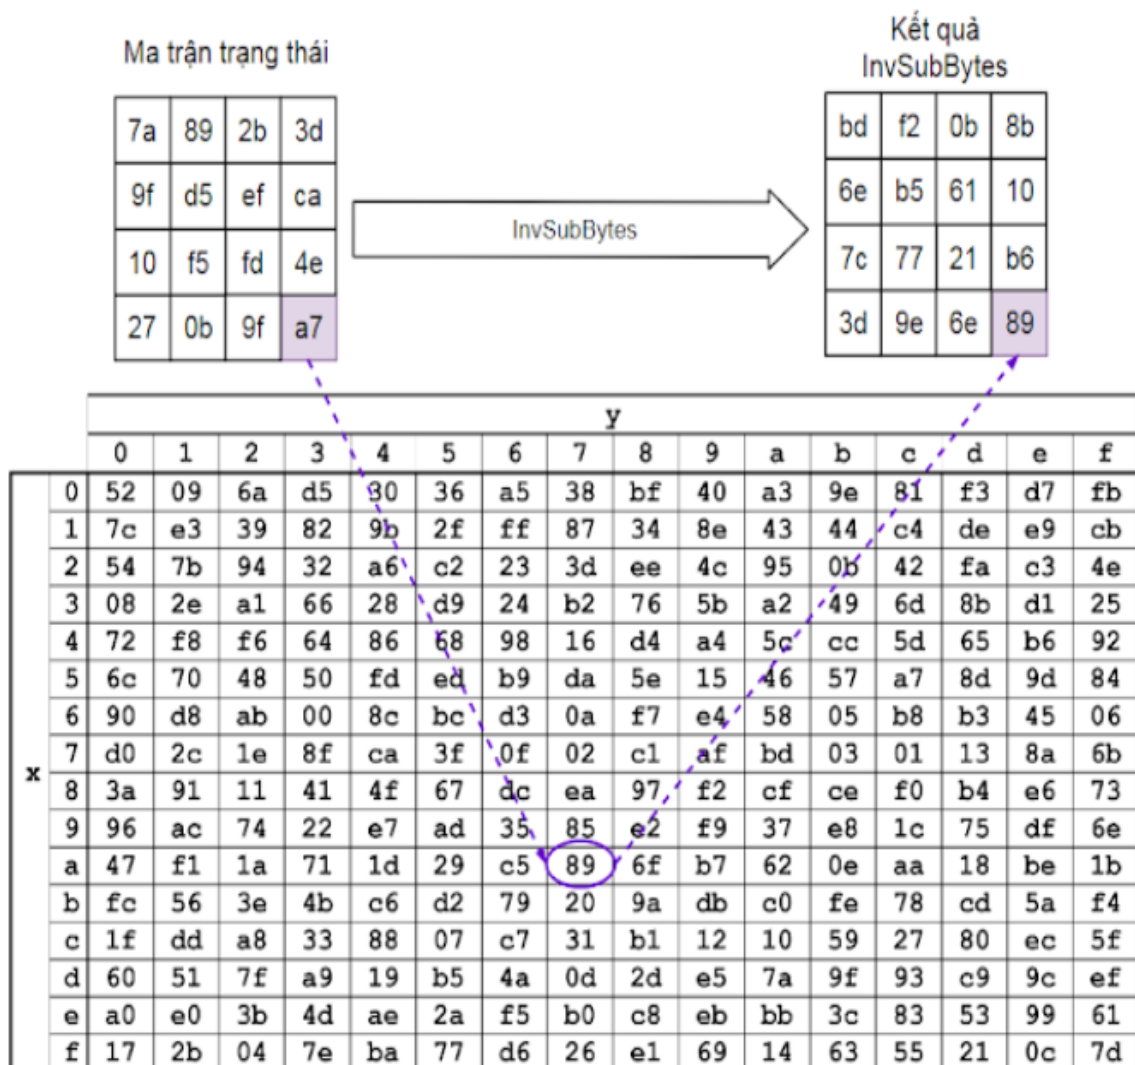 Ma trận trạng thái
Kết quả
InvSubBytes
7a 89 2b 3d
9f d5 ef ca
10 f5 fd 4e
27 0b 9f a7
InvSubBytes
bd f2 0b 8b
6e b5 61 10
7c 77 21 b6
3d 9e 6e 89
y
0 1 2 3 4 5 6 7 8 9 a b c d e f
x
0 52 09 6a d5 30 36 a5 38 bf 40 a3 9e 81 f3 d7 fb
1 7c e3 39 82 9b 2f ff 87 34 8e 43 44 c4 de e9 cb
2 54 7b 94 32 a6 c2 23 3d ee 4c 95 0b 42 fa c3 4e
3 08 2e a1 66 28 d9 24 b2 76 5b a2 49 6d 8b d1 25
4 72 f8 f6 64 86 68 98 16 d4 a4 5c cc 5d 65 b6 92
5 6c 70 48 50 fd ed b9 da 5e 15 46 57 a7 8d 9d 84
6 90 d8 ab 00 8c bc d3 0a f7 e4 58 05 b8 b3 45 06
7 d0 2c 1e 8f ca 3f 0f 02 c1 af bd 03 01 13 8a 6b
8 3a 91 11 41 4f 67 dc ea 97 f2 cf ce f0 b4 e6 73
9 96 ac 74 22 e7 ad 35 85 e2 f9 37 e8 1c 75 df 6e
a 47 f1 1a 71 1d 29 c5 89 6f b7 62 0e aa 18 be 1b
b fc 56 3e 4b c6 d2 79 20 9a db c0 fe 78 cd 5a f4
c 1f dd a8 33 88 07 c7 31 b1 12 10 59 27 80 ec 5f
d 60 51 7f a9 19 b5 4a 0d 2d e5 7a 9f 93 c9 9c ef
e a0 e0 3b 4d ae 2a f5 b0 c8 eb bb 3c 83 53 99 61
f 17 2b 04 7e ba 77 d6 26 e1 69 14 63 55 21 0c 7d